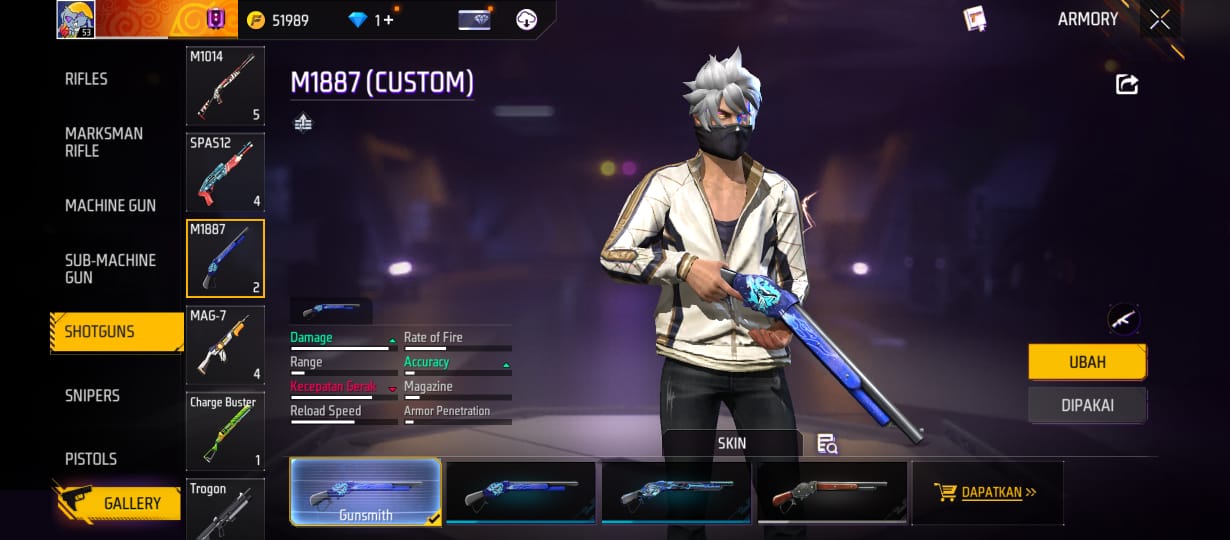 53
51989
1+
ARMORY
RIFLES
MARKSMAN
RIFLE
MACHINE GUN
SUB-MACHINE
GUN
SHOTGUNS
SNIPERS
PISTOLS
GALLERY
M1014
5
SPAS12
4
M1887
2
MAG-7
4
Charge Buster
1
Trogon
M1887 (CUSTOM)
Damage
Rate of Fire
Range
Accuracy
Kecepatan Gerak
Magazine
Reload Speed
Armor Penetration
UBAH
DIPAKAI
SKIN
Gunsmith
DAPATKAN >>